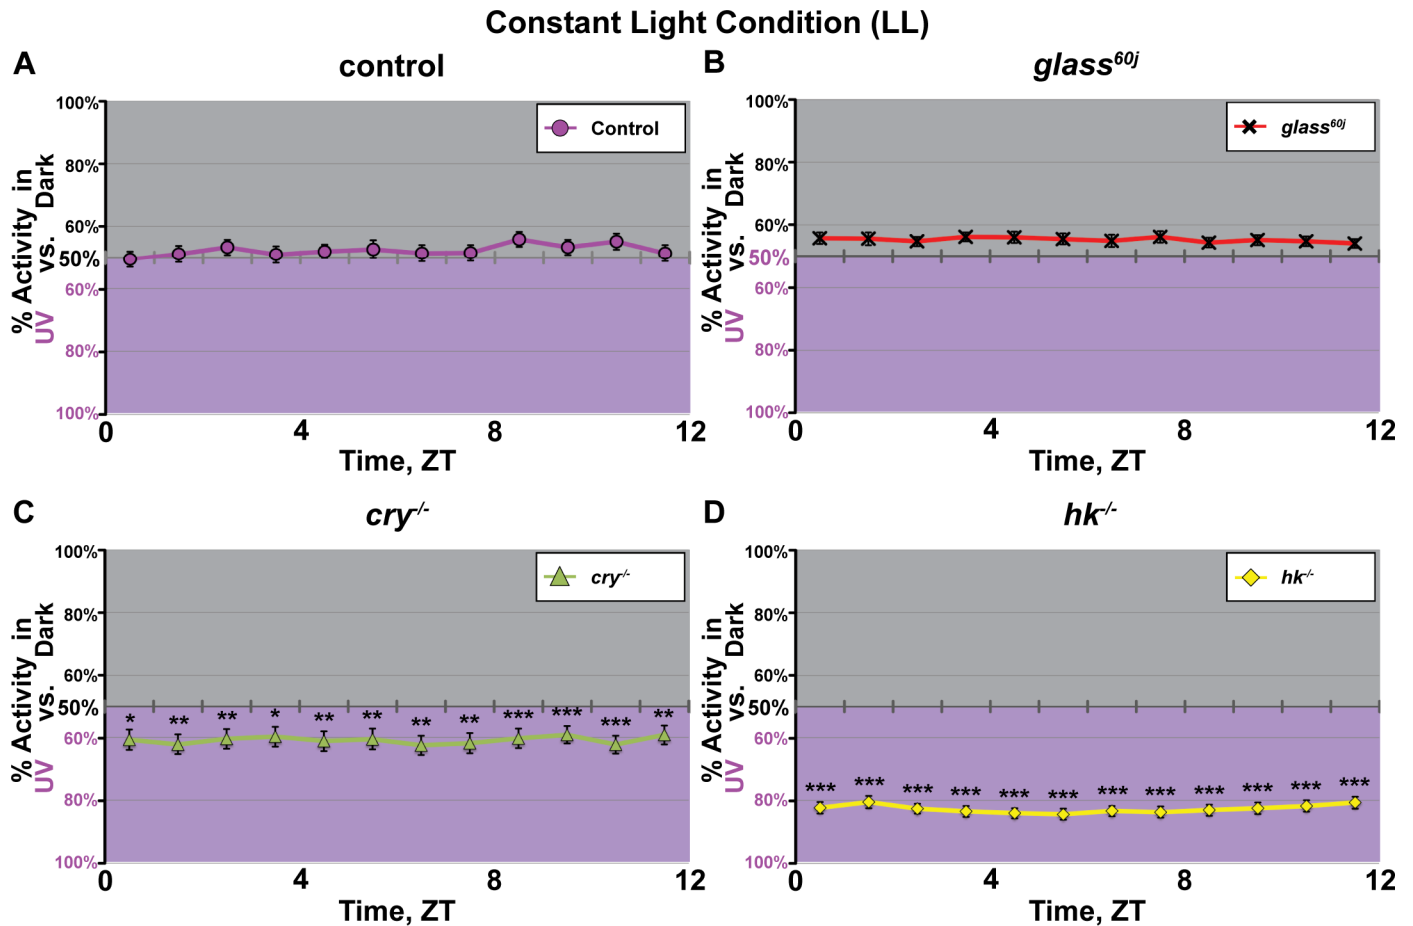 Constant Light Condition (LL)
A
control
100%
80%
60%
50%
60%
80%
100%
% Activity in
vs. Dark
UV
Control
0 4 8 12
Time, ZT
B
glass60j
100%
80%
60%
50%
60%
80%
100%
% Activity in
vs. Dark
UV
glass60j
0 4 8 12
Time, ZT
C
cry-/-
100%
80%
60%
50%
60%
80%
100%
% Activity in
vs. Dark
UV
cry-/-
* ** ** * ** ** ** ** *** *** *** **
0 4 8 12
Time, ZT
D
hk-/-
100%
80%
60%
50%
60%
80%
100%
% Activity in
vs. Dark
UV
hk-/-
*** *** *** *** *** *** *** *** *** *** *** ***
0 4 8 12
Time, ZT